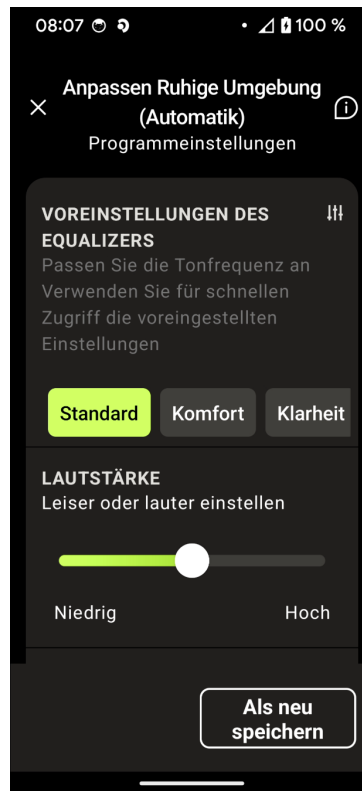 08:07 100 %
Anpassen Ruhige Umgebung
(Automatik)
Programmeinstellungen
VOREINSTELLUNGEN DES
EQUALIZERS
Passen Sie die Tonfrequenz an
Verwenden Sie für schnellen
Zugriff die voreingestellten
Einstellungen
Standard Komfort Klarheit
LAUTSTÄRKE
Leiser oder lauter einstellen
Niedrig Hoch
Als neu
speichern